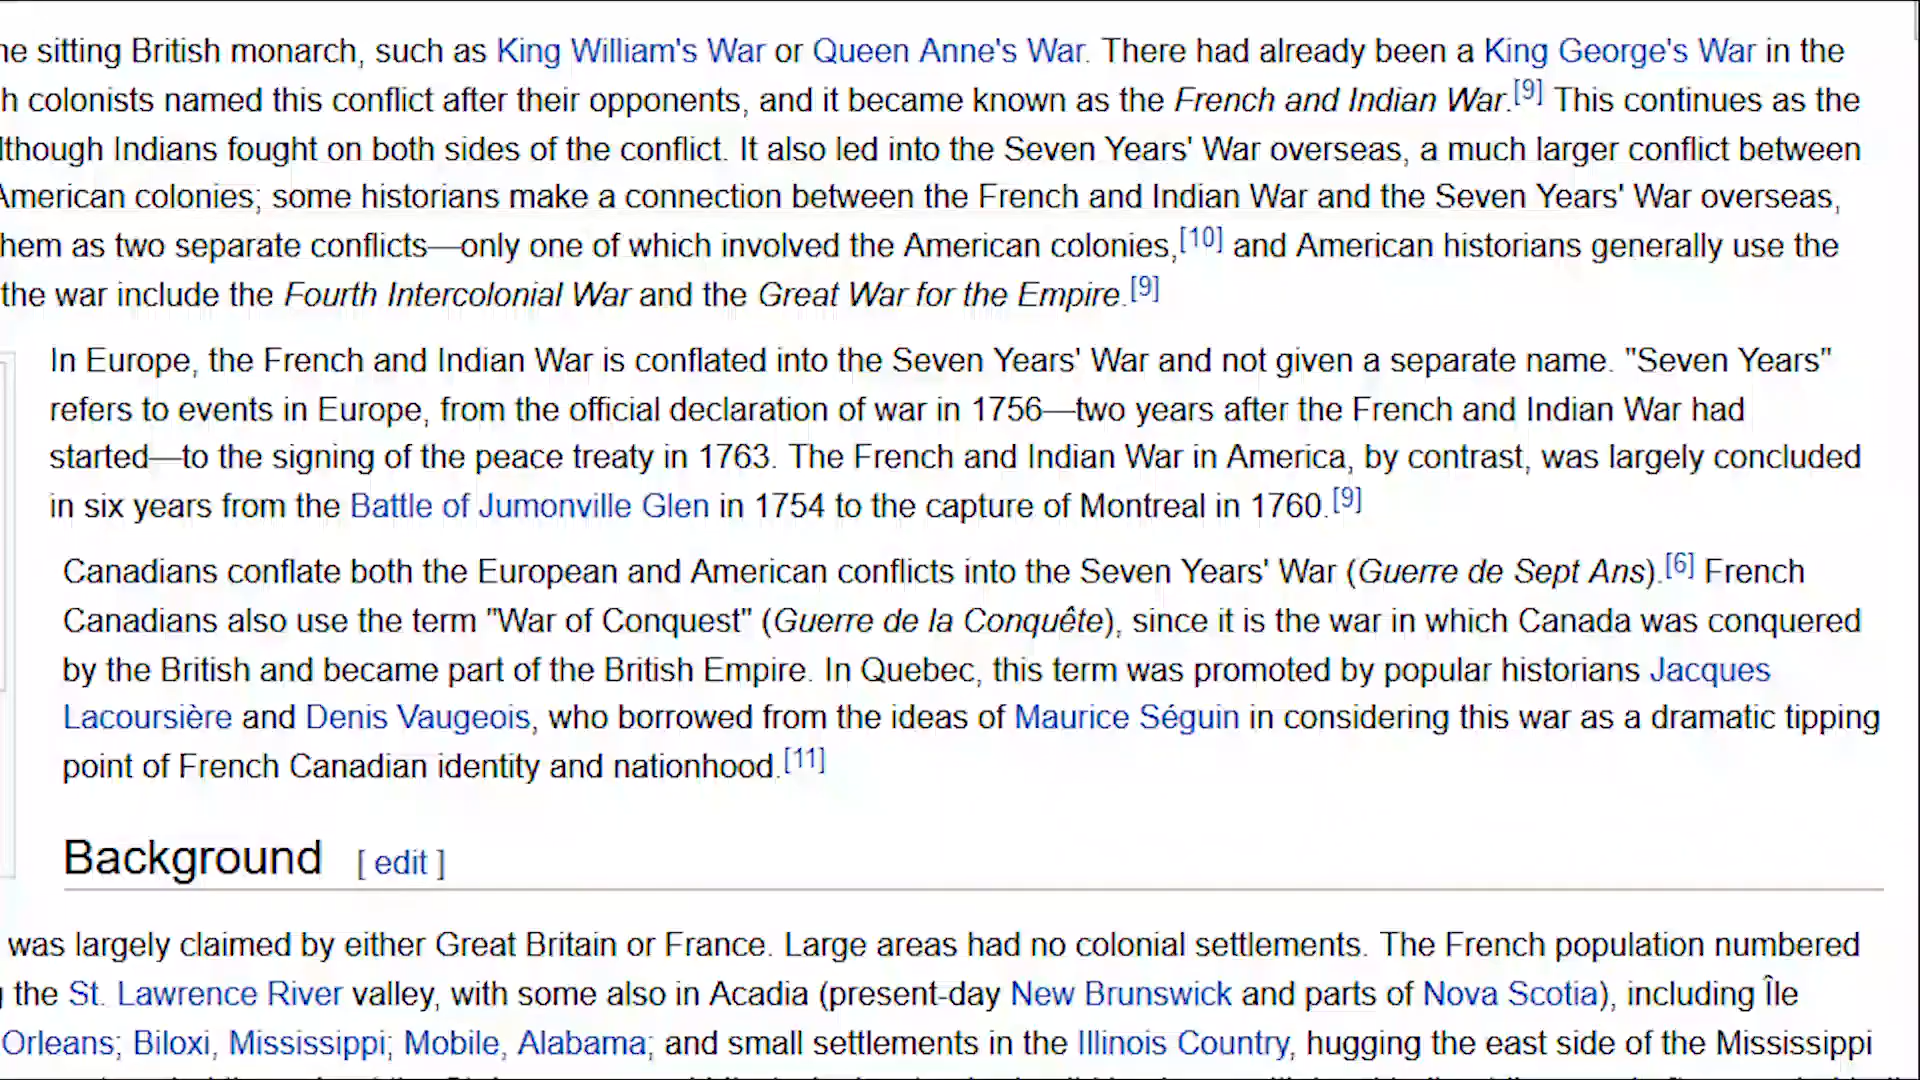 he sitting British monarch, such as King William's War or Queen Anne's War. There had already been a King George's War in the
h colonists named this conflict after their opponents, and it became known as the French and Indian War.[9] This continues as the
lthough Indians fought on both sides of the conflict. It also led into the Seven Years' War overseas, a much larger conflict between
American colonies; some historians make a connection between the French and Indian War and the Seven Years' War overseas,
hem as two separate conflicts—only one of which involved the American colonies,[10] and American historians generally use the
the war include the Fourth Intercolonial War and the Great War for the Empire.[9]
In Europe, the French and Indian War is conflated into the Seven Years' War and not given a separate name. "Seven Years"
refers to events in Europe, from the official declaration of war in 1756—two years after the French and Indian War had
started—to the signing of the peace treaty in 1763. The French and Indian War in America, by contrast, was largely concluded
in six years from the Battle of Jumonville Glen in 1754 to the capture of Montreal in 1760.[9]
Canadians conflate both the European and American conflicts into the Seven Years' War (Guerre de Sept Ans).[6] French
Canadians also use the term "War of Conquest" (Guerre de la Conquête), since it is the war in which Canada was conquered
by the British and became part of the British Empire. In Quebec, this term was promoted by popular historians Jacques
Lacoursière and Denis Vaugeois, who borrowed from the ideas of Maurice Séguin in considering this war as a dramatic tipping
point of French Canadian identity and nationhood.[11]
Background [ edit ]
was largely claimed by either Great Britain or France. Large areas had no colonial settlements. The French population numbered
the St. Lawrence River valley, with some also in Acadia (present-day New Brunswick and parts of Nova Scotia), including Île
Orleans; Biloxi, Mississippi; Mobile, Alabama; and small settlements in the Illinois Country, hugging the east side of the Mississippi